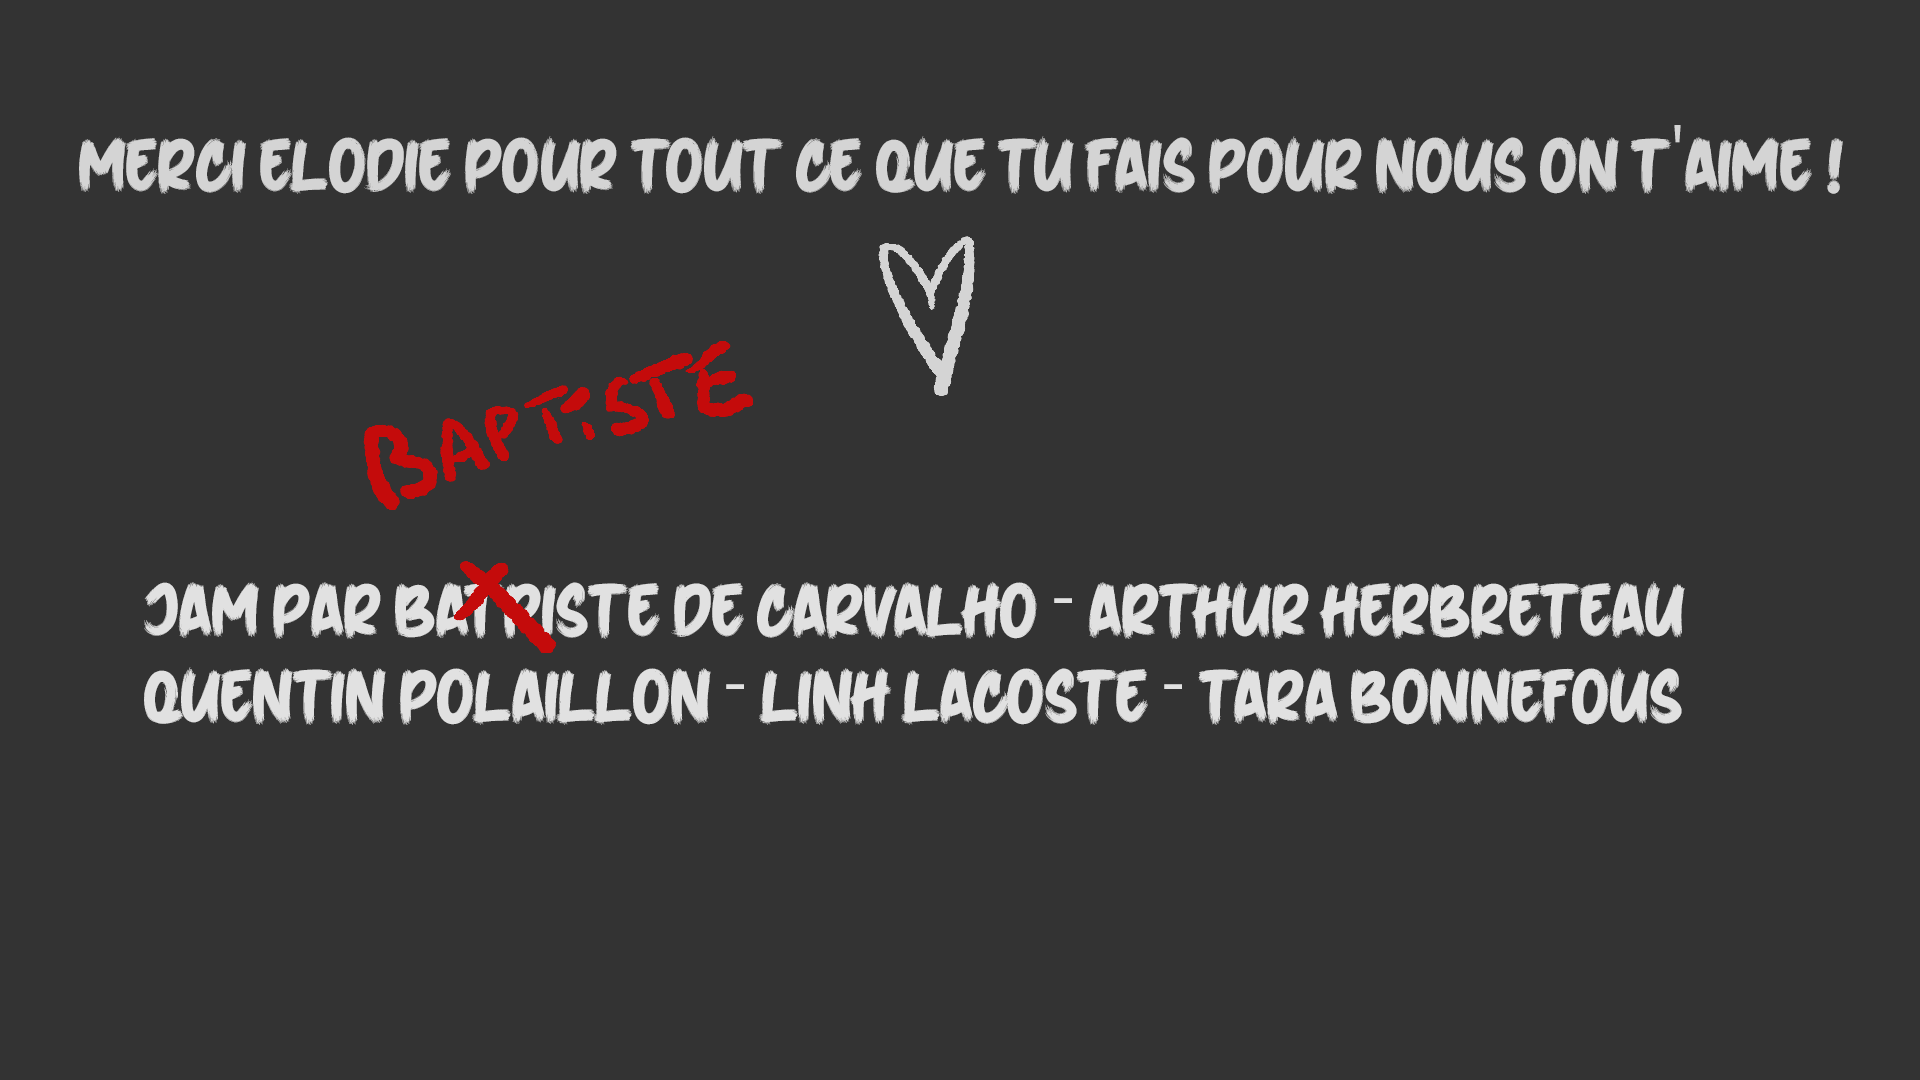 MERCI ELODIE POUR TOUT CE QUE TU FAIS POUR NOUS ON T'AIME !
BAPTISTE
JAM PAR BATPISTE DE CARVALHO - ARTHUR HERBRETEAU
QUENTIN POLAILLON - LINH LACOSTE - TARA BONNEFOUS